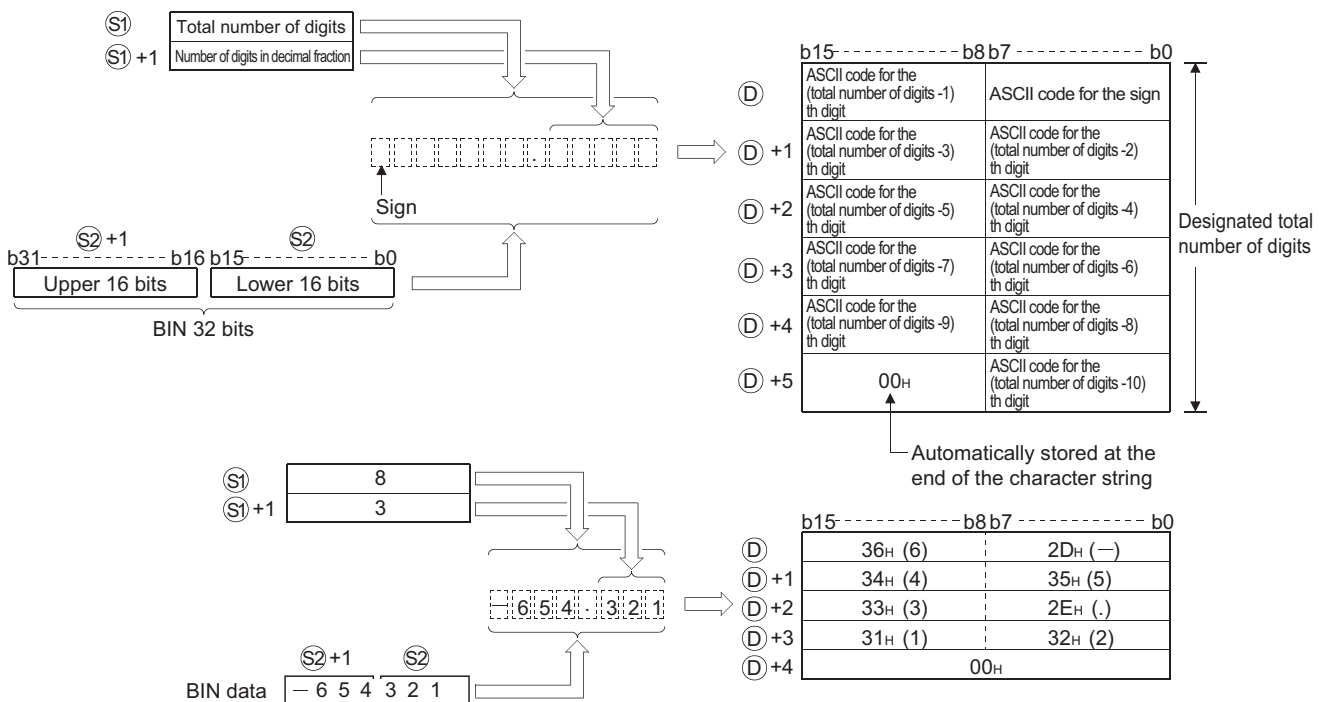 S1 Total number of digits
S1 +1 Number of digits in decimal fraction
.
Sign
S2 +1 S2
b31 b16 b15 b0
Upper 16 bits Lower 16 bits
BIN 32 bits
b15 b8 b7 b0
D
ASCII code for the
(total number of digits -1)
th digit
ASCII code for the sign
D +1
ASCII code for the
(total number of digits -3)
th digit
ASCII code for the
(total number of digits -2)
th digit
D +2
ASCII code for the
(total number of digits -5)
th digit
ASCII code for the
(total number of digits -4)
th digit
D +3
ASCII code for the
(total number of digits -7)
th digit
ASCII code for the
(total number of digits -6)
th digit
D +4
ASCII code for the
(total number of digits -9)
th digit
ASCII code for the
(total number of digits -8)
th digit
D +5
00H
ASCII code for the
(total number of digits -10)
th digit
Designated total
number of digits
Automatically stored at the
end of the character string
S1 8
S1 +1 3
− 6 5 4 . 3 2 1
S2 +1 S2
BIN data − 6 5 4 3 2 1
b15 b8 b7 b0
D 36H (6) 2DH (−)
D +1 34H (4) 35H (5)
D +2 33H (3) 2EH (.)
D +3 31H (1) 32H (2)
D +4 00H